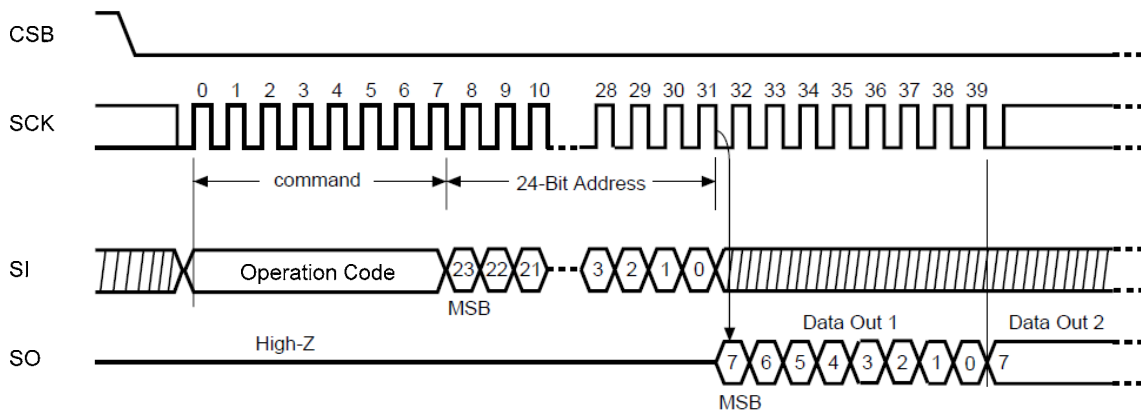 CSB
0 1 2 3 4 5 6 7 8 9 10 28 29 30 31 32 33 34 35 36 37 38 39
SCK
command 24-Bit Address
SI Operation Code 23 22 21 3 2 1 0
MSB
Data Out 1 Data Out 2
High-Z
SO 7 6 5 4 3 2 1 0 7
MSB